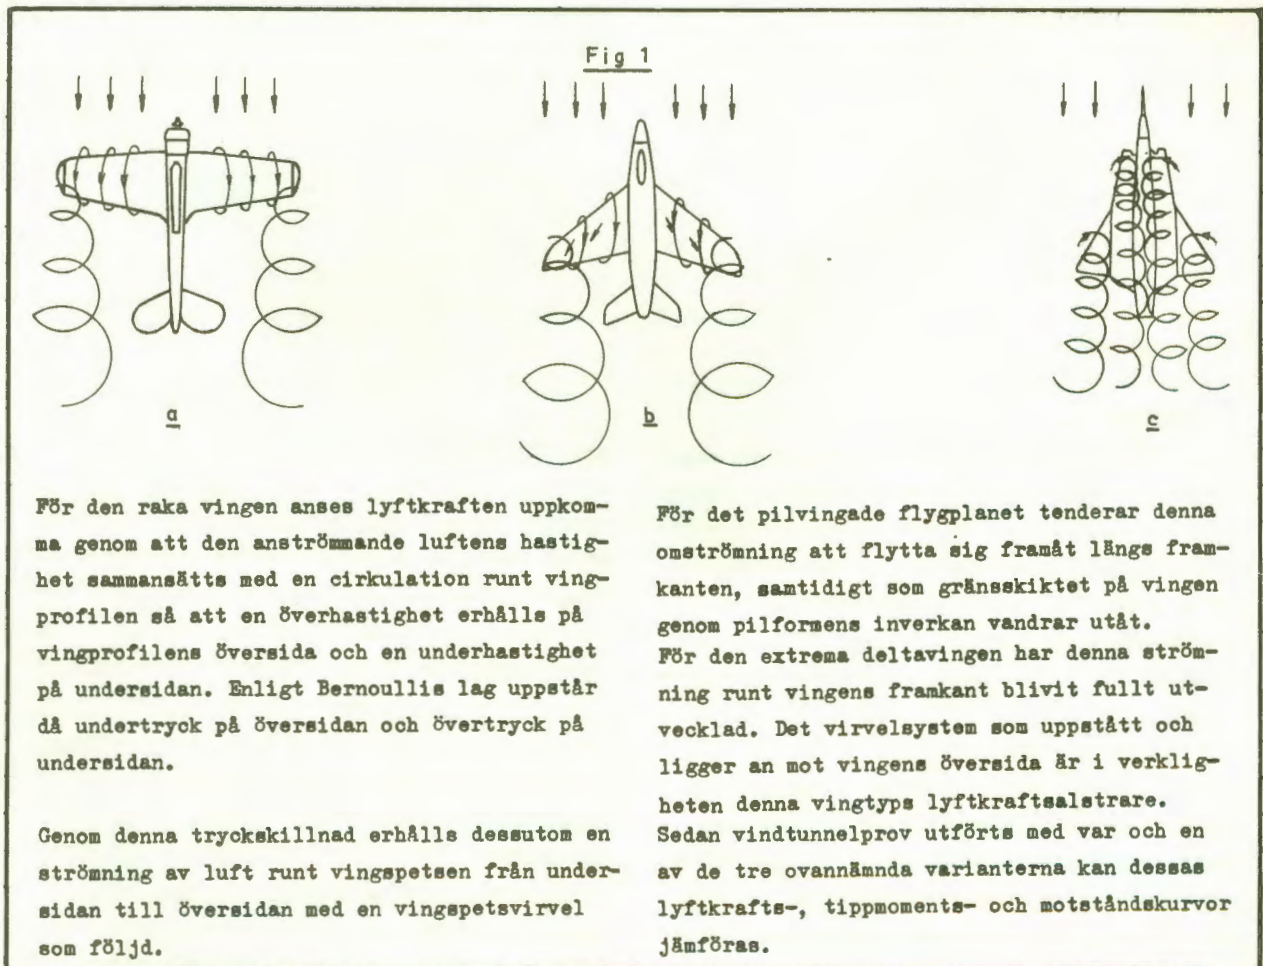 Fig 1
a
b
c
För den raka vingen anses lyftkraften uppkom-
ma genom att den anströmmande luftens hastig-
het sammansätts med en cirkulation runt ving-
profilen så att en överhastighet erhålls på
vingprofilens översida och en underhastighet
på undersidan. Enligt Bernoullis lag uppstår
då undertryck på översidan och övertryck på
undersidan.
Genom denna tryckskillnad erhålls dessutom en
strömning av luft runt vingspetsen från under-
sidan till översidan med en vingspetsvirvel
som följd.
För det pilvingade flygplanet tenderar denna
omströmning att flytta sig framåt längs fram-
kanten, samtidigt som gränsskiktet på vingen
genom pilformens inverkan vandrar utåt.
För den extrema deltavingen har denna ström-
ning runt vingens framkant blivit fullt ut-
vecklad. Det virvelsystem som uppstått och
ligger an mot vingens översida är i verklig-
heten denna vingtyps lyftkraftsalstrare.
Sedan vindtunnelprov utförts med var och en
av de tre ovannämnda varianterna kan dessas
lyftkrafts-, tippmoments- och motståndskurvor
jämföras.